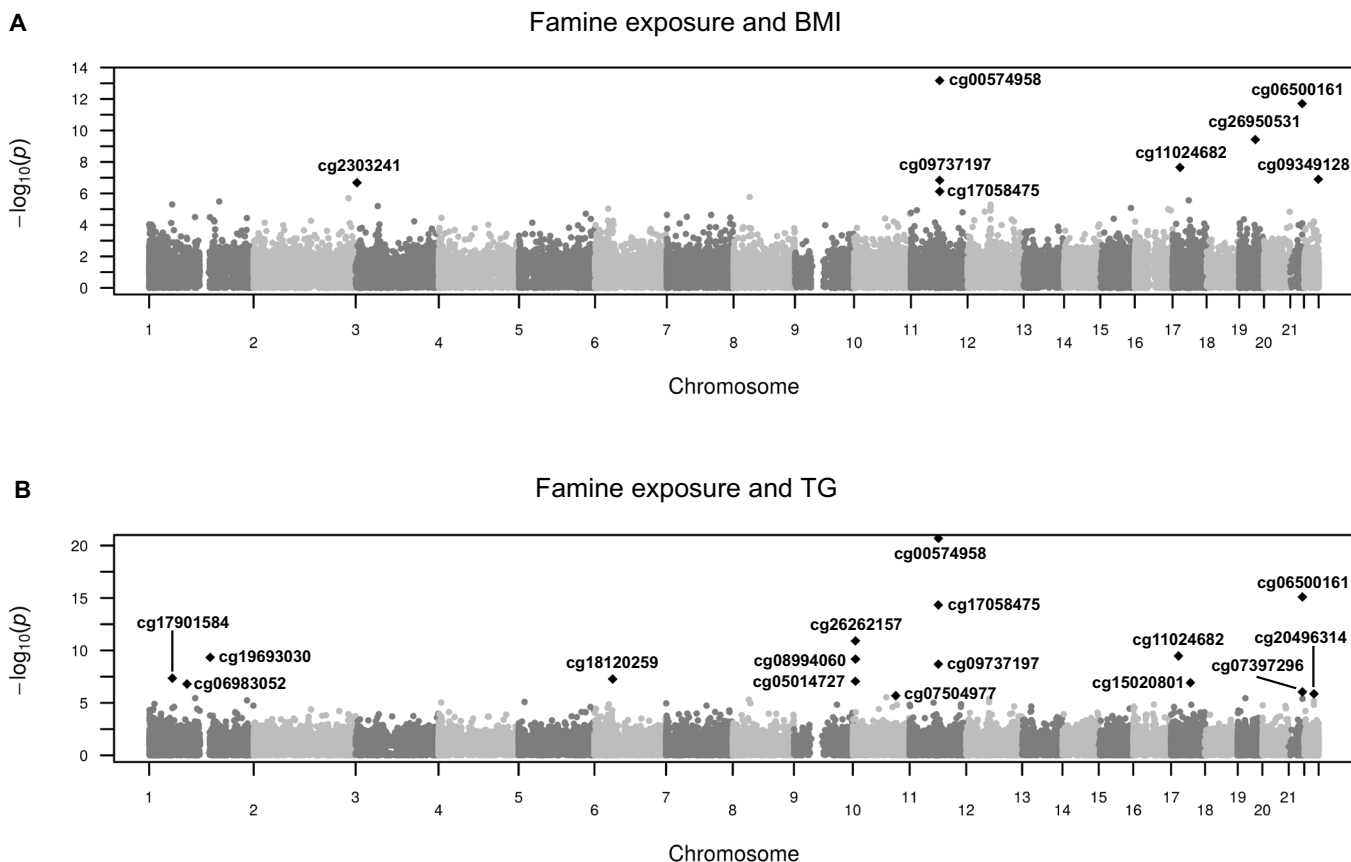 A
Famine exposure and BMI
14
12
10
8
6
4
2
0
−log10(p)
cg00574958
cg06500161
cg26950531
cg11024682
cg09737197
cg09349128
cg2303241
cg17058475
1 3 4 5 7 9 11 13 15 17 19 21
2 6 8 10 12 14 16 18 20
Chromosome
B
Famine exposure and TG
20
15
10
5
0
−log10(p)
cg00574958
cg06500161
cg17058475
cg17901584
cg26262157
cg11024682
cg20496314
cg19693030
cg18120259
cg08994060
cg09737197
cg07397296
cg06983052
cg05014727
cg15020801
cg07504977
1 3 4 5 7 9 11 13 15 17 19 21
2 6 8 10 12 14 16 18 20
Chromosome